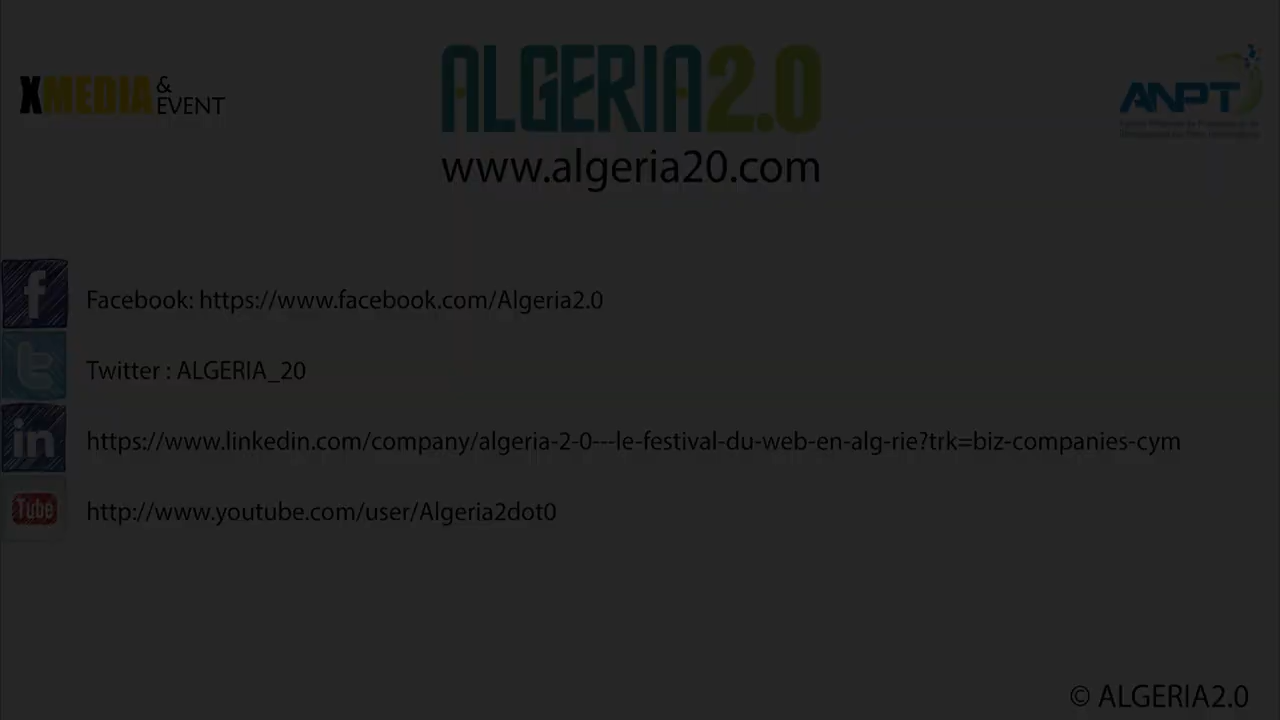 XMEDIA & EVENT
ALGERIA2.0
ANPT
www.algeria20.com
Facebook: https://www.facebook.com/Algeria2.0
Twitter : ALGERIA_20
https://www.linkedin.com/company/algeria-2-0---le-festival-du-web-en-alg-rie?trk=biz-companies-cym
Tube
http://www.youtube.com/user/Algeria2dot0
© ALGERIA2.0